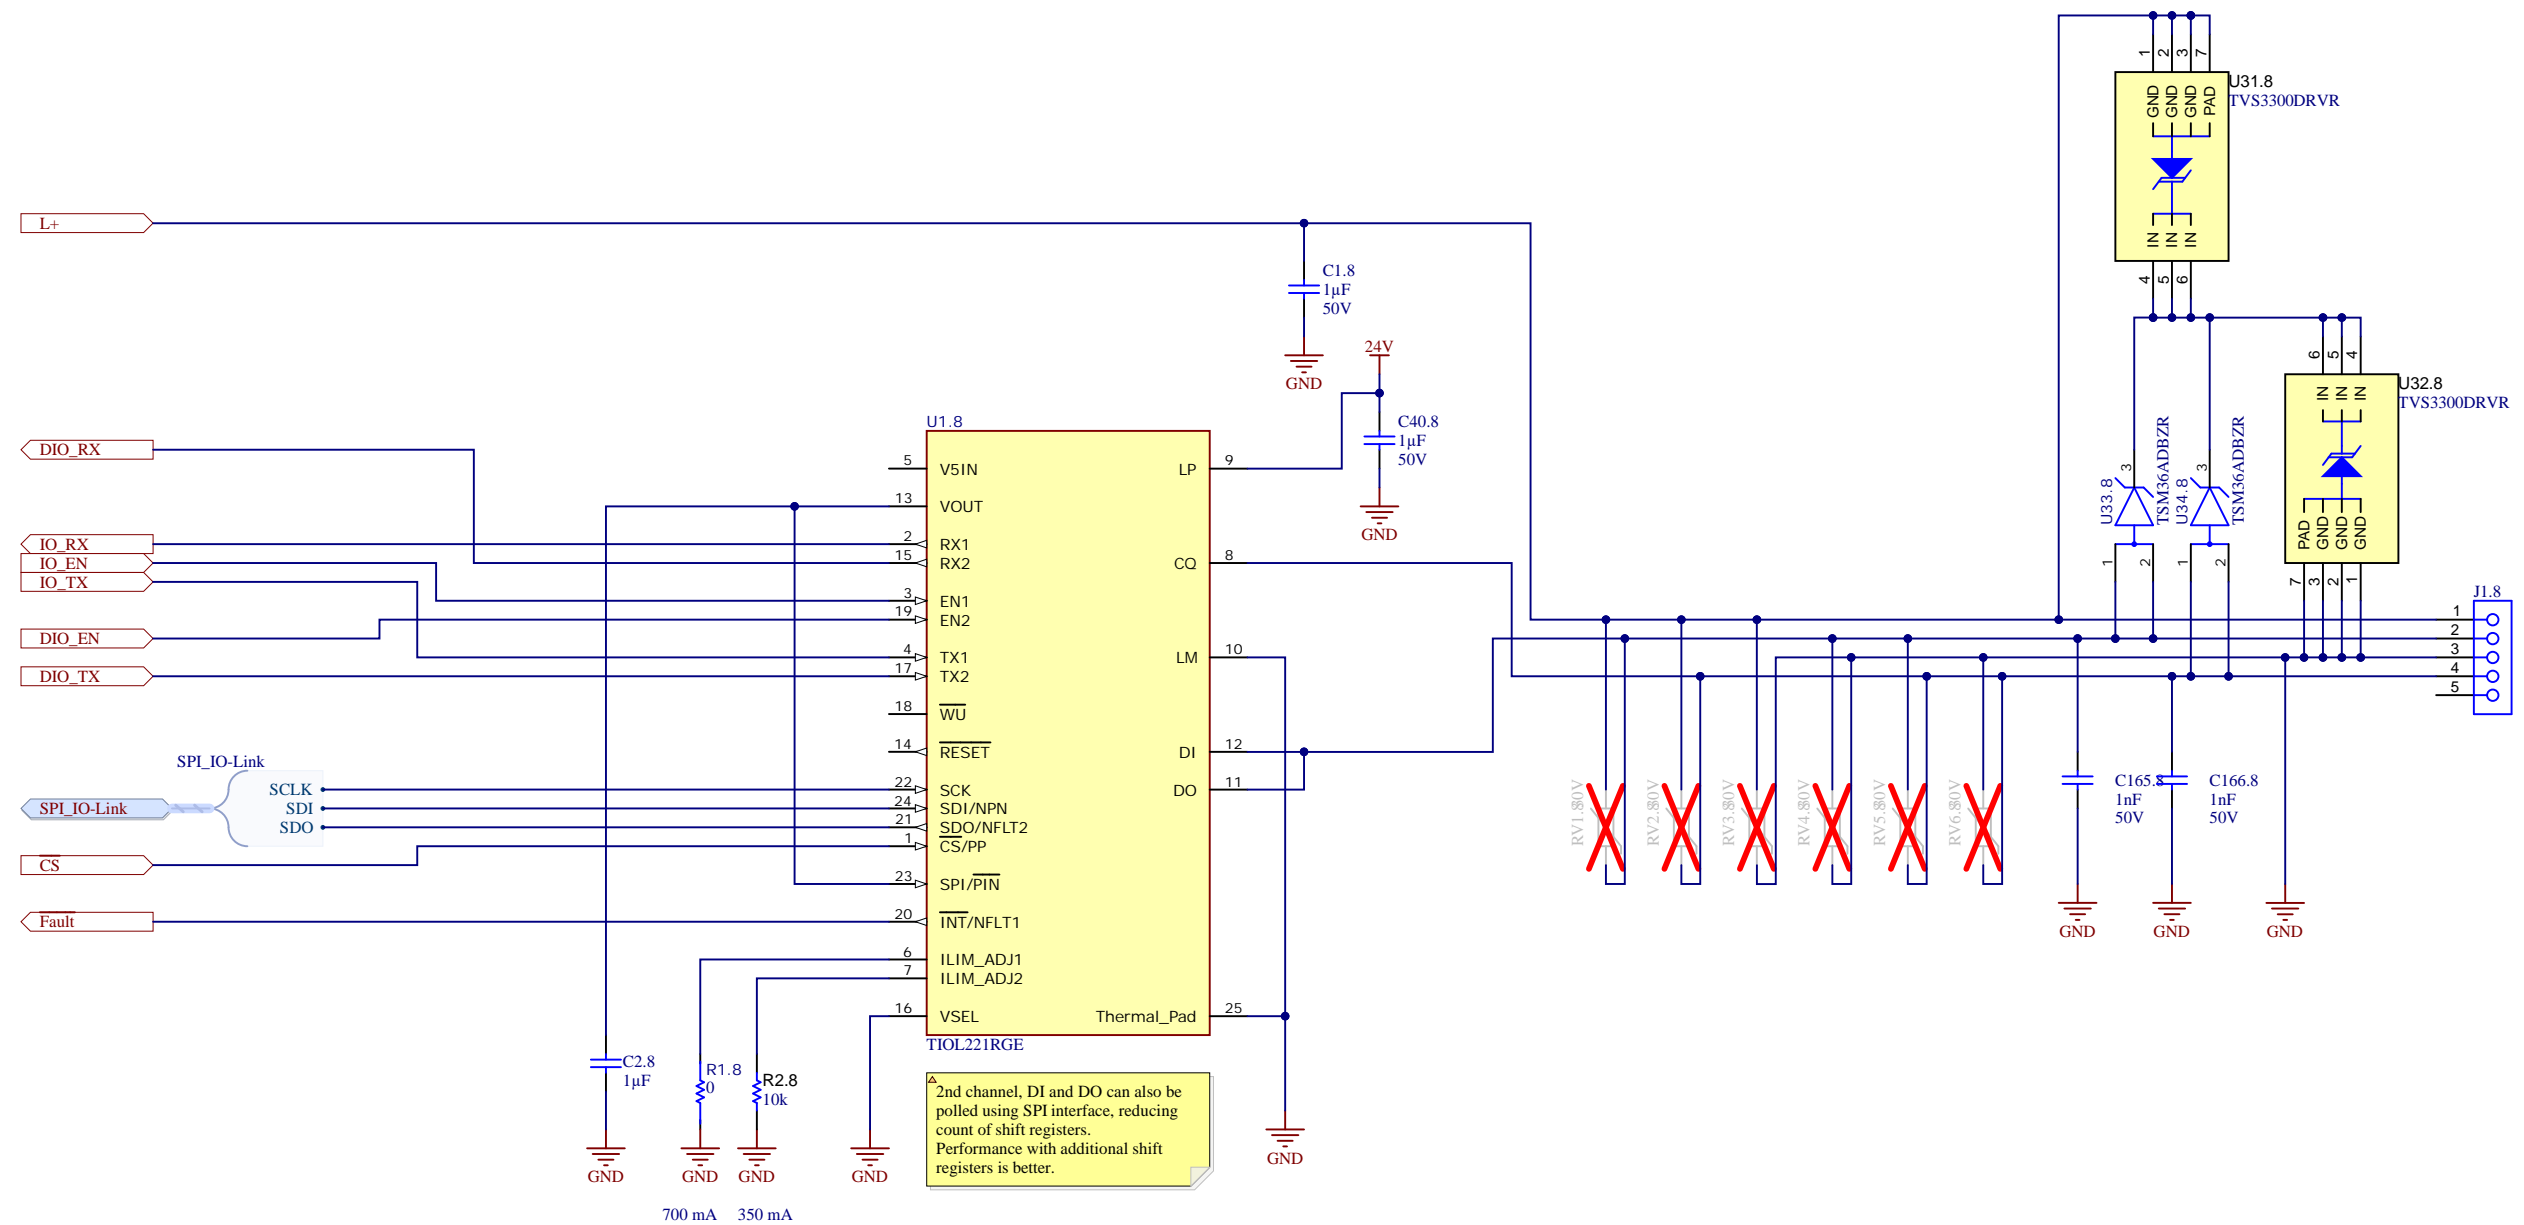 U31.8
TVS3300DRVR
1
2
3
7
GND
GND
GND
PAD
IN
IN
IN
4
5
6
L+
C1.8
1µF
50V
GND
24V
C40.8
1µF
50V
GND
6
5
4
U32.8
TVS3300DRVR
IN
IN
IN
PAD
GND
GND
GND
7
3
2
1
3
U33.8
TSM36ADBZR
1
2
3
U34.8
TSM36ADBZR
1
2
DIO_RX
IO_RX
IO_EN
IO_TX
DIO_EN
DIO_TX
SPI_IO-Link
SCLK
SDI
SDO
SPI_IO-Link
CS
Fault
U1.8
5 V5IN
13 VOUT
2 RX1
15 RX2
3 EN1
19 EN2
4 TX1
17 TX2
18 WU
14 RESET
22 SCK
24 SDI/NPN
21 SDO/NFLT2
1 CS/PP
23 SPI/PIN
20 INT/NFLT1
6 ILIM_ADJ1
7 ILIM_ADJ2
16 VSEL
LP 9
CQ 8
LM 10
DI 12
DO 11
Thermal_Pad 25
TIOL221RGE
J1.8
1
2
3
4
5
C165.8
1nF
50V
C166.8
1nF
50V
GND
GND
GND
C2.8
1µF
R1.8
0
R2.8
10k
GND
GND
GND
GND
GND
700 mA
350 mA
2nd channel, DI and DO can also be
polled using SPI interface, reducing
count of shift registers.
Performance with additional shift
registers is better.